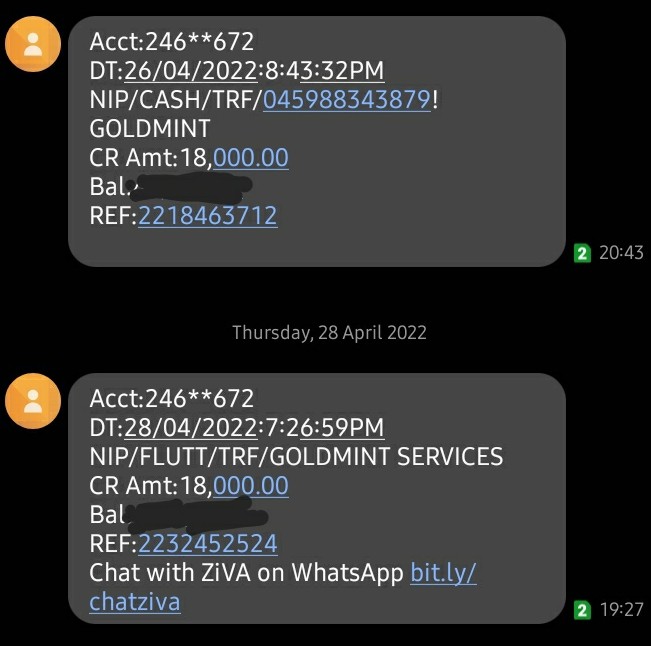 Acct:246**672
DT:26/04/2022:8:43:32PM
NIP/CASH/TRF/045988343879!
GOLDMINT
CR Amt:18,000.00
Bal.
REF:2218463712
2 20:43
Thursday, 28 April 2022
Acct:246**672
DT:28/04/2022:7:26:59PM
NIP/FLUTT/TRF/GOLDMINT SERVICES
CR Amt:18,000.00
Bal
REF:2232452524
Chat with ZiVA on WhatsApp bit.ly/
chatziva
2 19:27